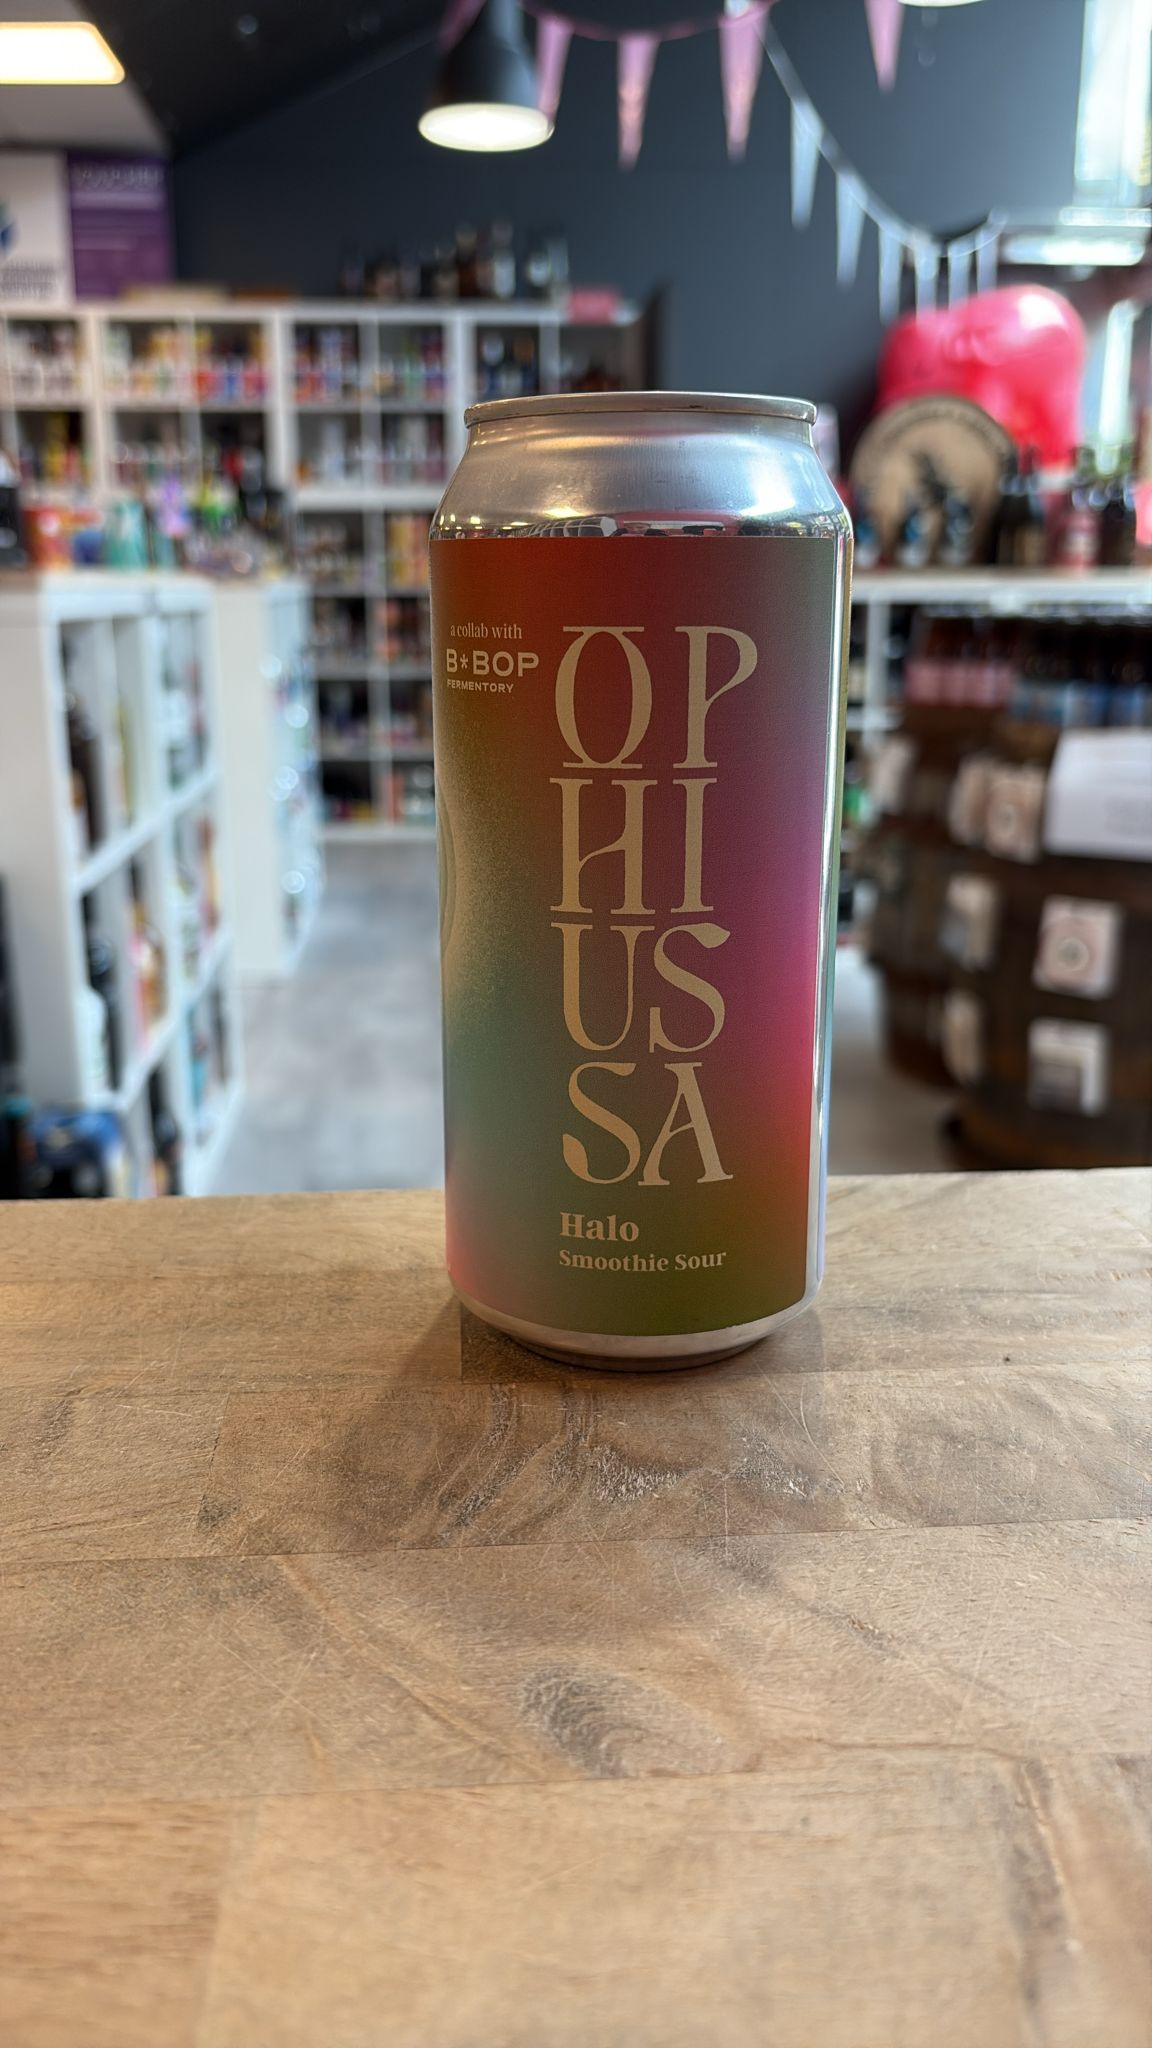 a collab with
B*BOP
FERMENTORY
OP
HI
US
SA
Halo
Smoothie Sour